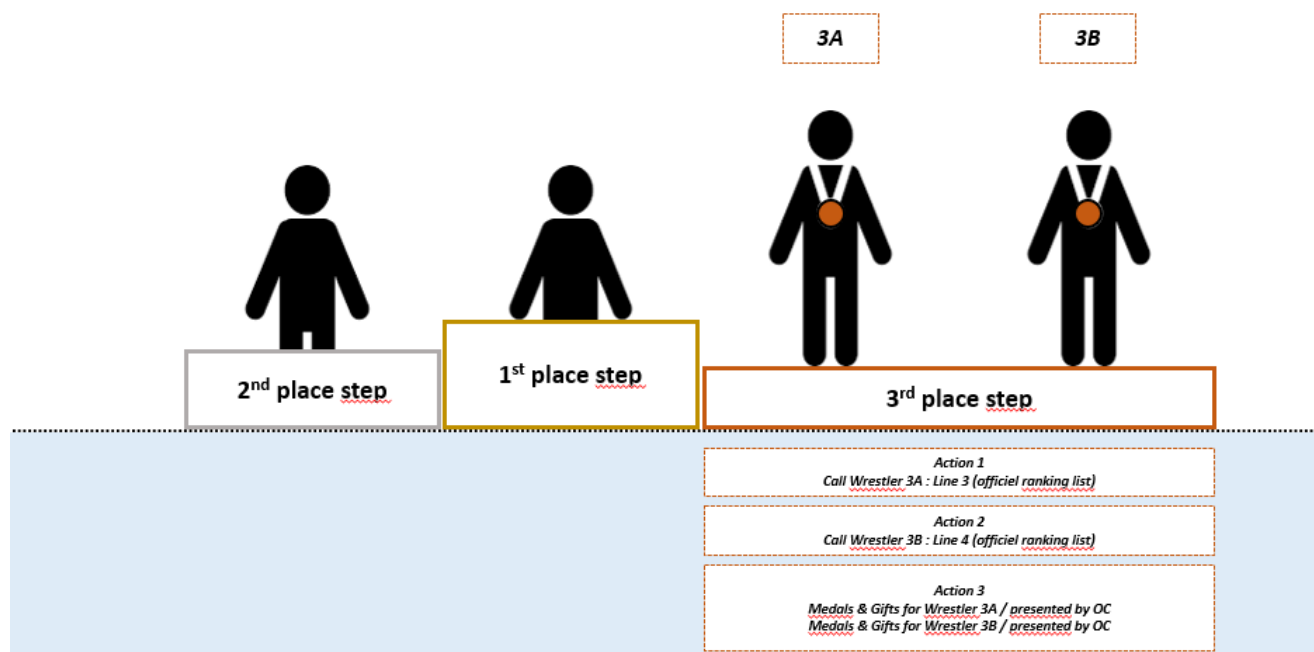 3A
3B
2nd place step
1st place step
3rd place step
Action 1
Call Wrestler 3A : Line 3 (officiel ranking list)
Action 2
Call Wrestler 3B : Line 4 (officiel ranking list)
Action 3
Medals & Gifts for Wrestler 3A / presented by OC
Medals & Gifts for Wrestler 3B / presented by OC